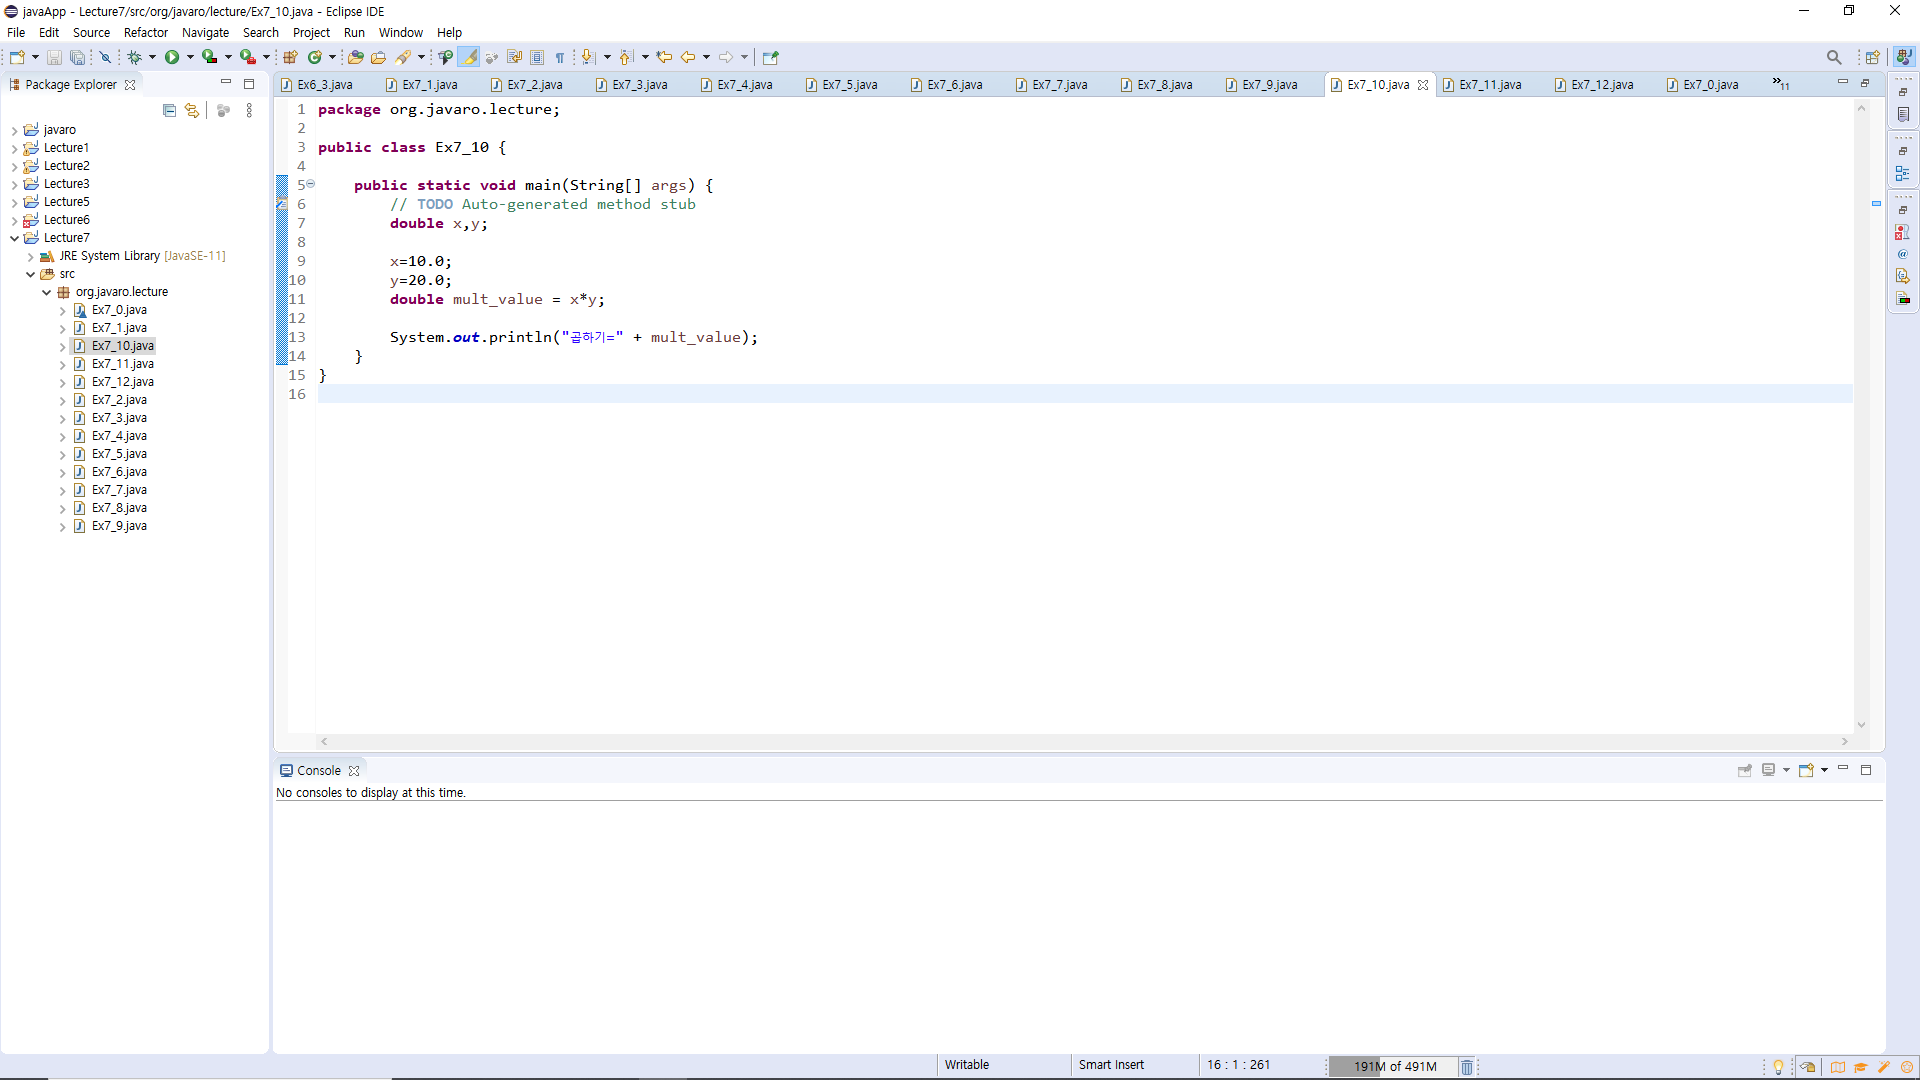 javaApp - Lecture7/src/org/javaro/lecture/Ex7_10.java - Eclipse IDE
File Edit Source Refactor Navigate Search Project Run Window Help
Package Explorer
Ex6_3.java Ex7_1.java Ex7_2.java Ex7_3.java Ex7_4.java Ex7_5.java Ex7_6.java Ex7_7.java Ex7_8.java Ex7_9.java Ex7_10.java Ex7_11.java Ex7_12.java Ex7_0.java »11
javaro
Lecture1
Lecture2
Lecture3
Lecture5
Lecture6
Lecture7
JRE System Library [JavaSE-11]
src
org.javaro.lecture
Ex7_0.java
Ex7_1.java
Ex7_10.java
Ex7_11.java
Ex7_12.java
Ex7_2.java
Ex7_3.java
Ex7_4.java
Ex7_5.java
Ex7_6.java
Ex7_7.java
Ex7_8.java
Ex7_9.java
1 package org.javaro.lecture;
2
3 public class Ex7_10 {
4
5 public static void main(String[] args) {
6 // TODO Auto-generated method stub
7 double x,y;
8
9 x=10.0;
10 y=20.0;
11 double mult_value = x*y;
12
13 System.out.println("곱하기=" + mult_value);
14 }
15 }
16
Console
No consoles to display at this time.
Writable Smart Insert 16 : 1 : 261 191M of 491M